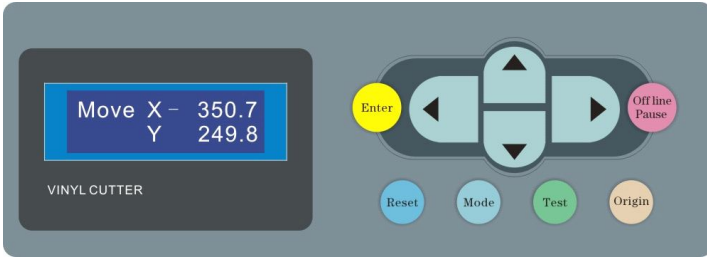 Move X - 350.7
Y 249.8
VINYL CUTTER
Enter
Off line
Pause
Reset
Mode
Test
Origin